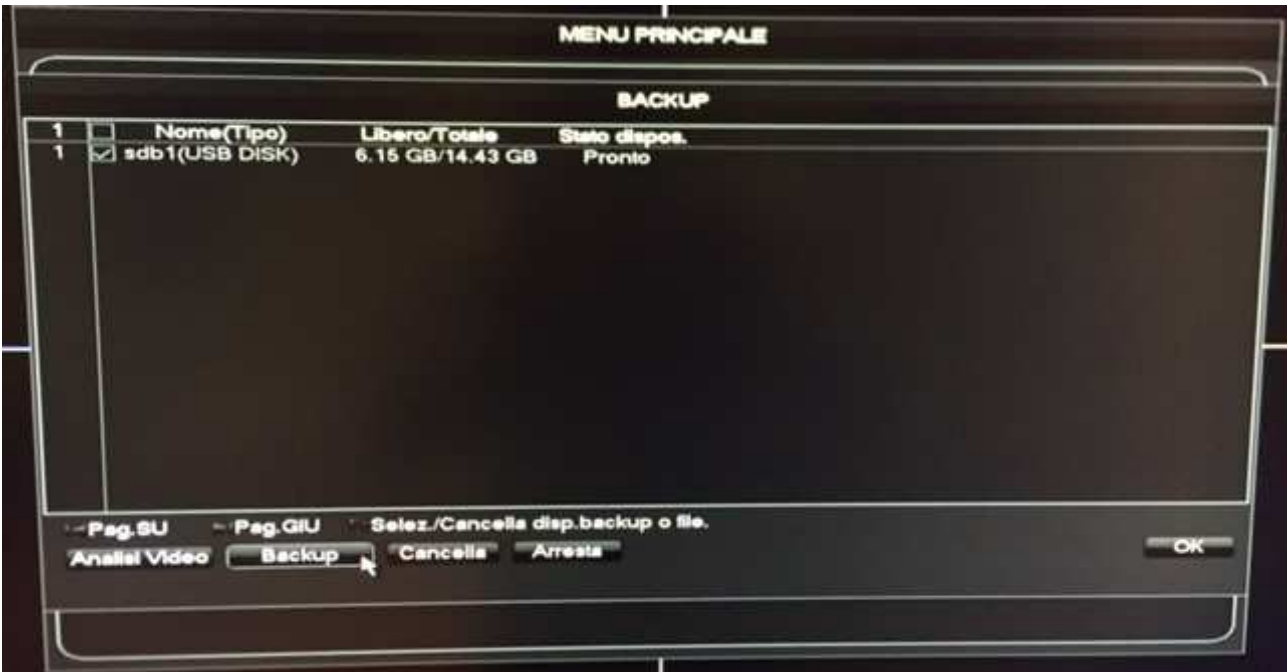 MENU PRINCIPALE
BACKUP
1 Nome(Tipo) Libero/Totale Stato dispos.
1 sdb1(USB DISK) 6.15 GB/14.43 GB Pronto
Pag.SU Pag.GIU Selez./Cancella disp.backup o file.
Analisi Video Backup Cancella Arresta OK